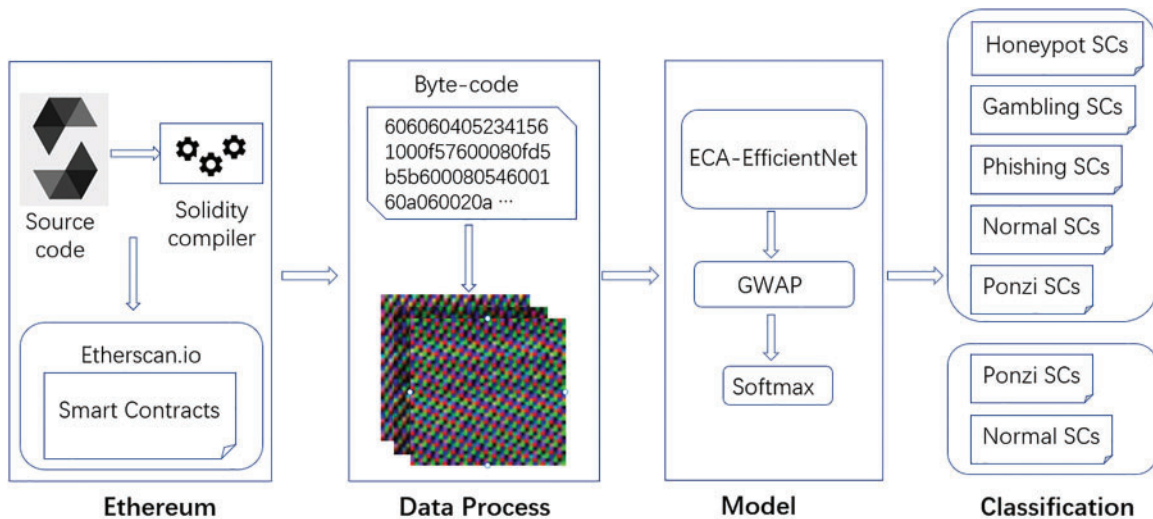 Source
code
Solidity
compiler
Etherscan.io
Smart Contracts
Ethereum
Byte-code
606060405234156
1000f57600080fd5
b5b600080546001
60a060020a ···
Data Process
ECA-EfficientNet
GWAP
Softmax
Model
Honeypot SCs
Gambling SCs
Phishing SCs
Normal SCs
Ponzi SCs
Ponzi SCs
Normal SCs
Classification